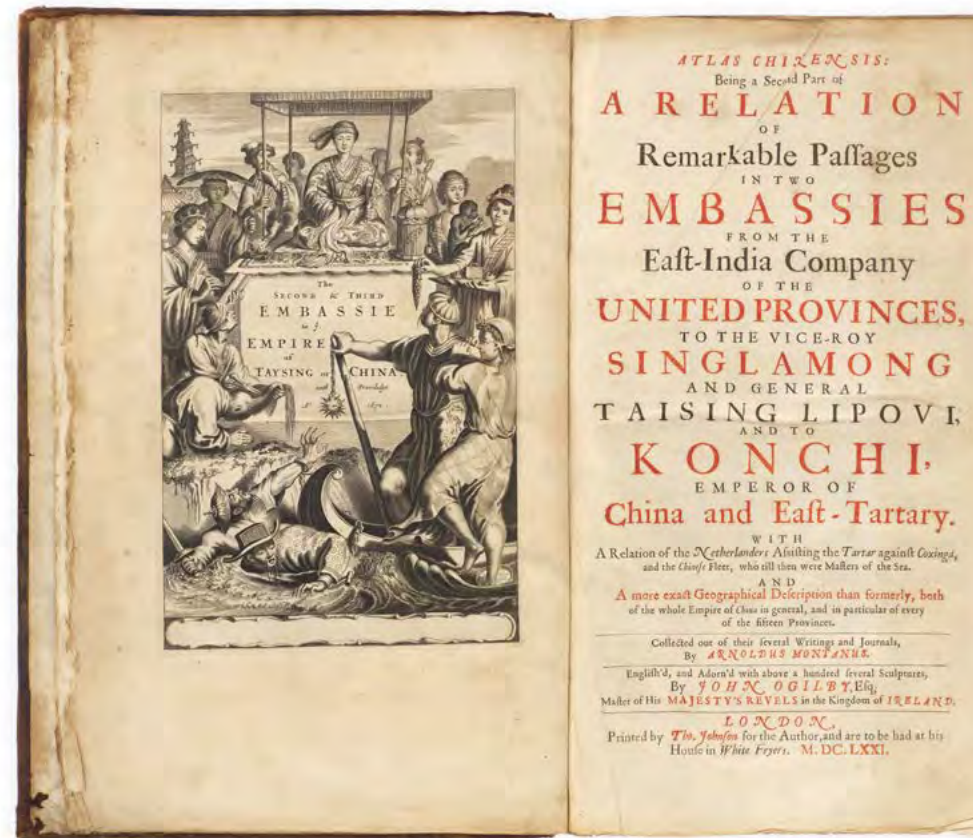 The
SECOND & THIRD
EMBASSIE
to ẙ
EMPIRE
of
TAYSING or CHINA
with Priviledge
Aº 1672.
ATLAS CHINENSIS:
Being a Second Part of
A RELATION
OF
Remarkable Paſſages
IN TWO
EMBASSIES
FROM THE
Eaſt-India Company
OF THE
UNITED PROVINCES,
TO THE VICE-ROY
SINGLAMONG
AND GENERAL
TAISING LIPOVI,
AND TO
KONCHI,
EMPEROR OF
China and Eaſt-Tartary.
WITH
A Relation of the Netherlanders Aſsiſting the Tartar againſt Coxinga,
and the Chineſe Fleet, who till then were Maſters of the Sea.
AND
A more exact Geographical Deſcription than formerly, both
of the whole Empire of China in general, and in particular of every
of the fifteen Provinces.
Collected out of their ſeveral Writings and Journals,
By ARNOLDUS MONTANUS.
Engliſh'd, and Adorn'd with above a hundred ſeveral Sculptures,
By JOHN OGILBY, Eſq;
Maſter of His MAJESTY'S REVELS in the Kingdom of IRELAND.
LONDON,
Printed by Tho. Johnſon for the Author, and are to be had at his
Houſe in White Fryers. M. DC. LXXI.